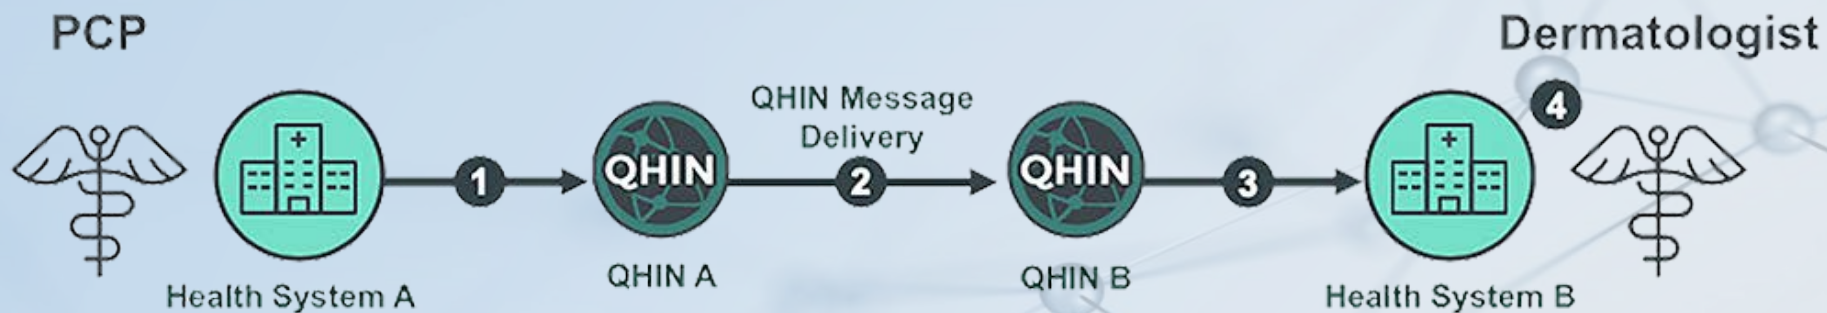 PCP
Dermatologist
QHIN Message
Delivery
4
1
QHIN
2
QHIN
3
Health System A
QHIN A
QHIN B
Health System B